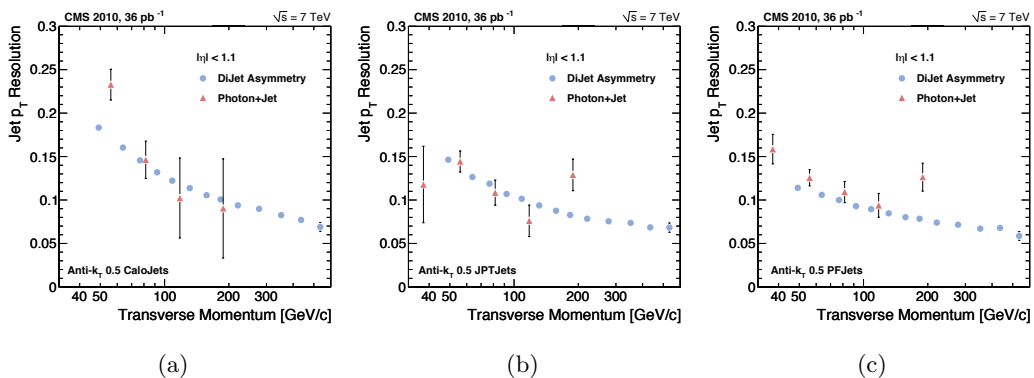 CMS 2010, 36 pb⁻¹ √s = 7 TeV
Jet p_T Resolution
0.3
0.25
0.2
0.15
0.1
0.05
0
|η| < 1.1
DiJet Asymmetry
Photon+Jet
Anti-k_T 0.5 CaloJets
40 50 100 200 300
Transverse Momentum [GeV/c]
(a)
CMS 2010, 36 pb⁻¹ √s = 7 TeV
Jet p_T Resolution
0.3
0.25
0.2
0.15
0.1
0.05
0
|η| < 1.1
DiJet Asymmetry
Photon+Jet
Anti-k_T 0.5 JPTJets
40 50 100 200 300
Transverse Momentum [GeV/c]
(b)
CMS 2010, 36 pb⁻¹ √s = 7 TeV
Jet p_T Resolution
0.3
0.25
0.2
0.15
0.1
0.05
0
|η| < 1.1
DiJet Asymmetry
Photon+Jet
Anti-k_T 0.5 PFJets
40 50 100 200 300
Transverse Momentum [GeV/c]
(c)